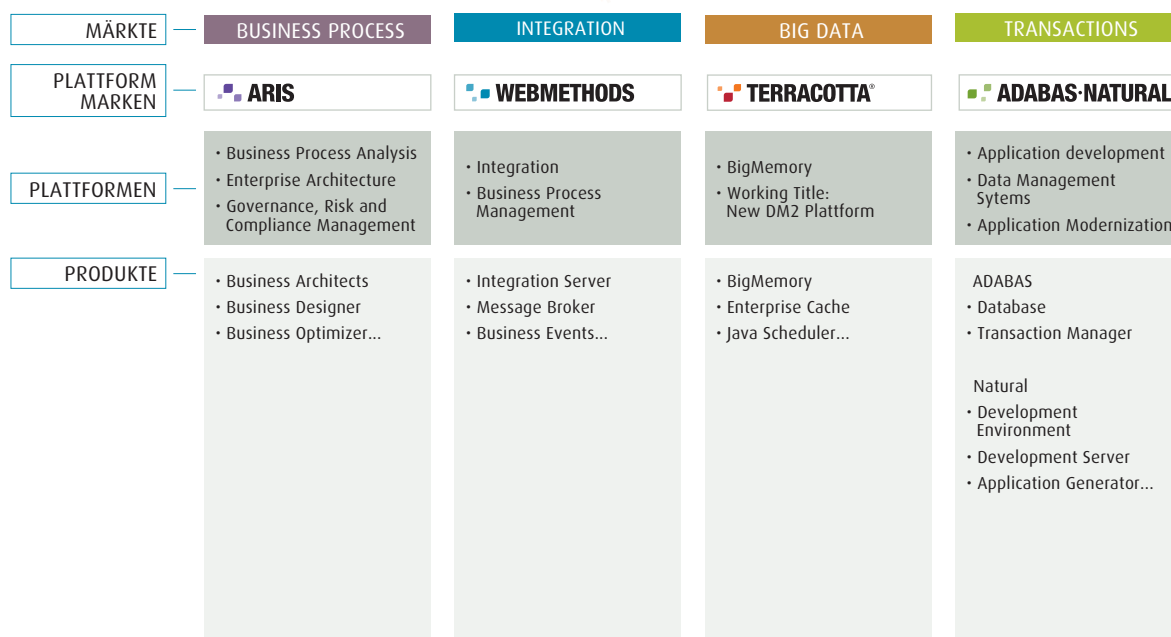 MÄRKTE
BUSINESS PROCESS
INTEGRATION
BIG DATA
TRANSACTIONS
PLATTFORM
MARKEN
ARIS
WEBMETHODS
TERRACOTTA®
ADABAS·NATURAL
PLATTFORMEN
• Business Process Analysis
• Enterprise Architecture
• Governance, Risk and
Compliance Management
• Integration
• Business Process
Management
• BigMemory
• Working Title:
New DM2 Plattform
• Application development
• Data Management
Sytems
• Application Modernization
PRODUKTE
• Business Architects
• Business Designer
• Business Optimizer...
• Integration Server
• Message Broker
• Business Events...
• BigMemory
• Enterprise Cache
• Java Scheduler...
ADABAS
• Database
• Transaction Manager
Natural
• Development
Environment
• Development Server
• Application Generator...